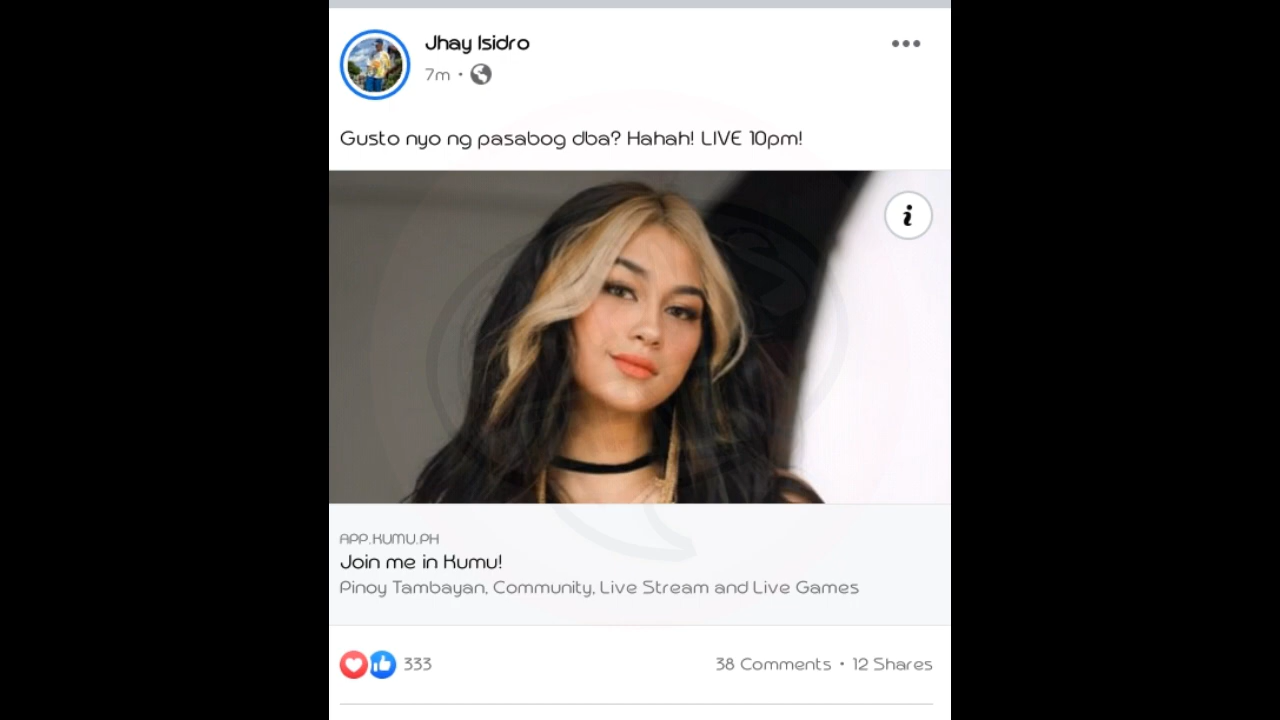 Jhay Isidro
7m ·
Gusto nyo ng pasabog dba? Hahah! LIVE 10pm!
i
APP.KUMU.PH
Join me in Kumu!
Pinoy Tambayan, Community, Live Stream and Live Games
333 38 Comments · 12 Shares